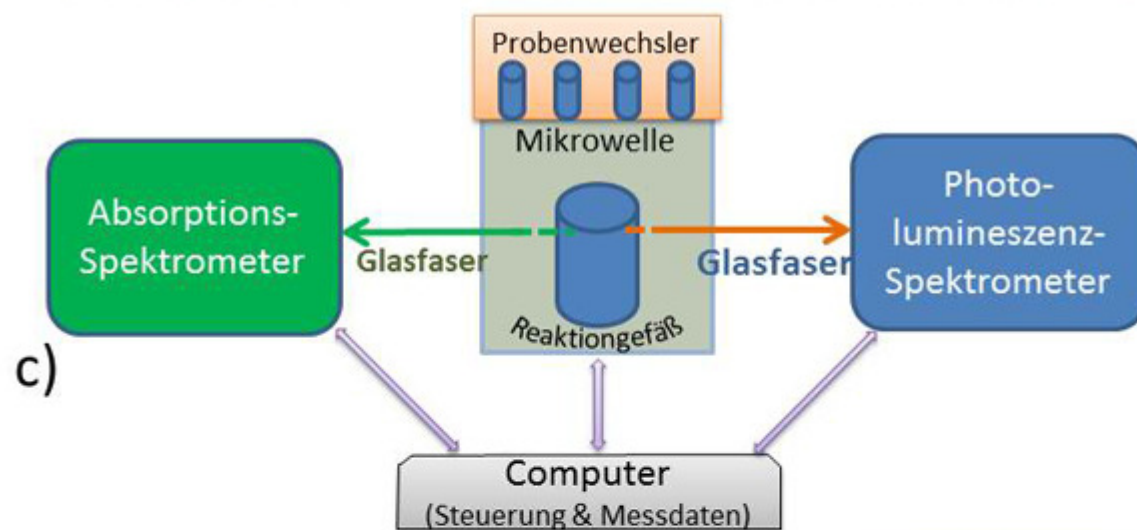 Probenwechsler
Mikrowelle
Absorptions-
Spektrometer
Glasfaser
Glasfaser
Photo-
lumineszenz-
Spektrometer
Reaktiongefäß
c)
Computer
(Steuerung & Messdaten)